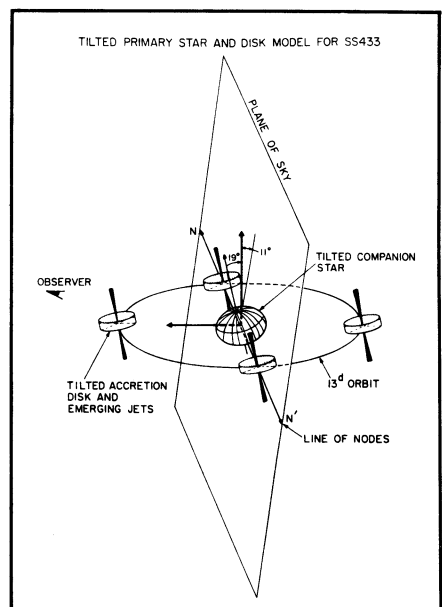 TILTED PRIMARY STAR AND DISK MODEL FOR SS433
PLANE OF SKY
N
19°
11°
TILTED COMPANION
STAR
OBSERVER
TILTED ACCRETION
DISK AND
EMERGING JETS
13d ORBIT
N'
LINE OF NODES